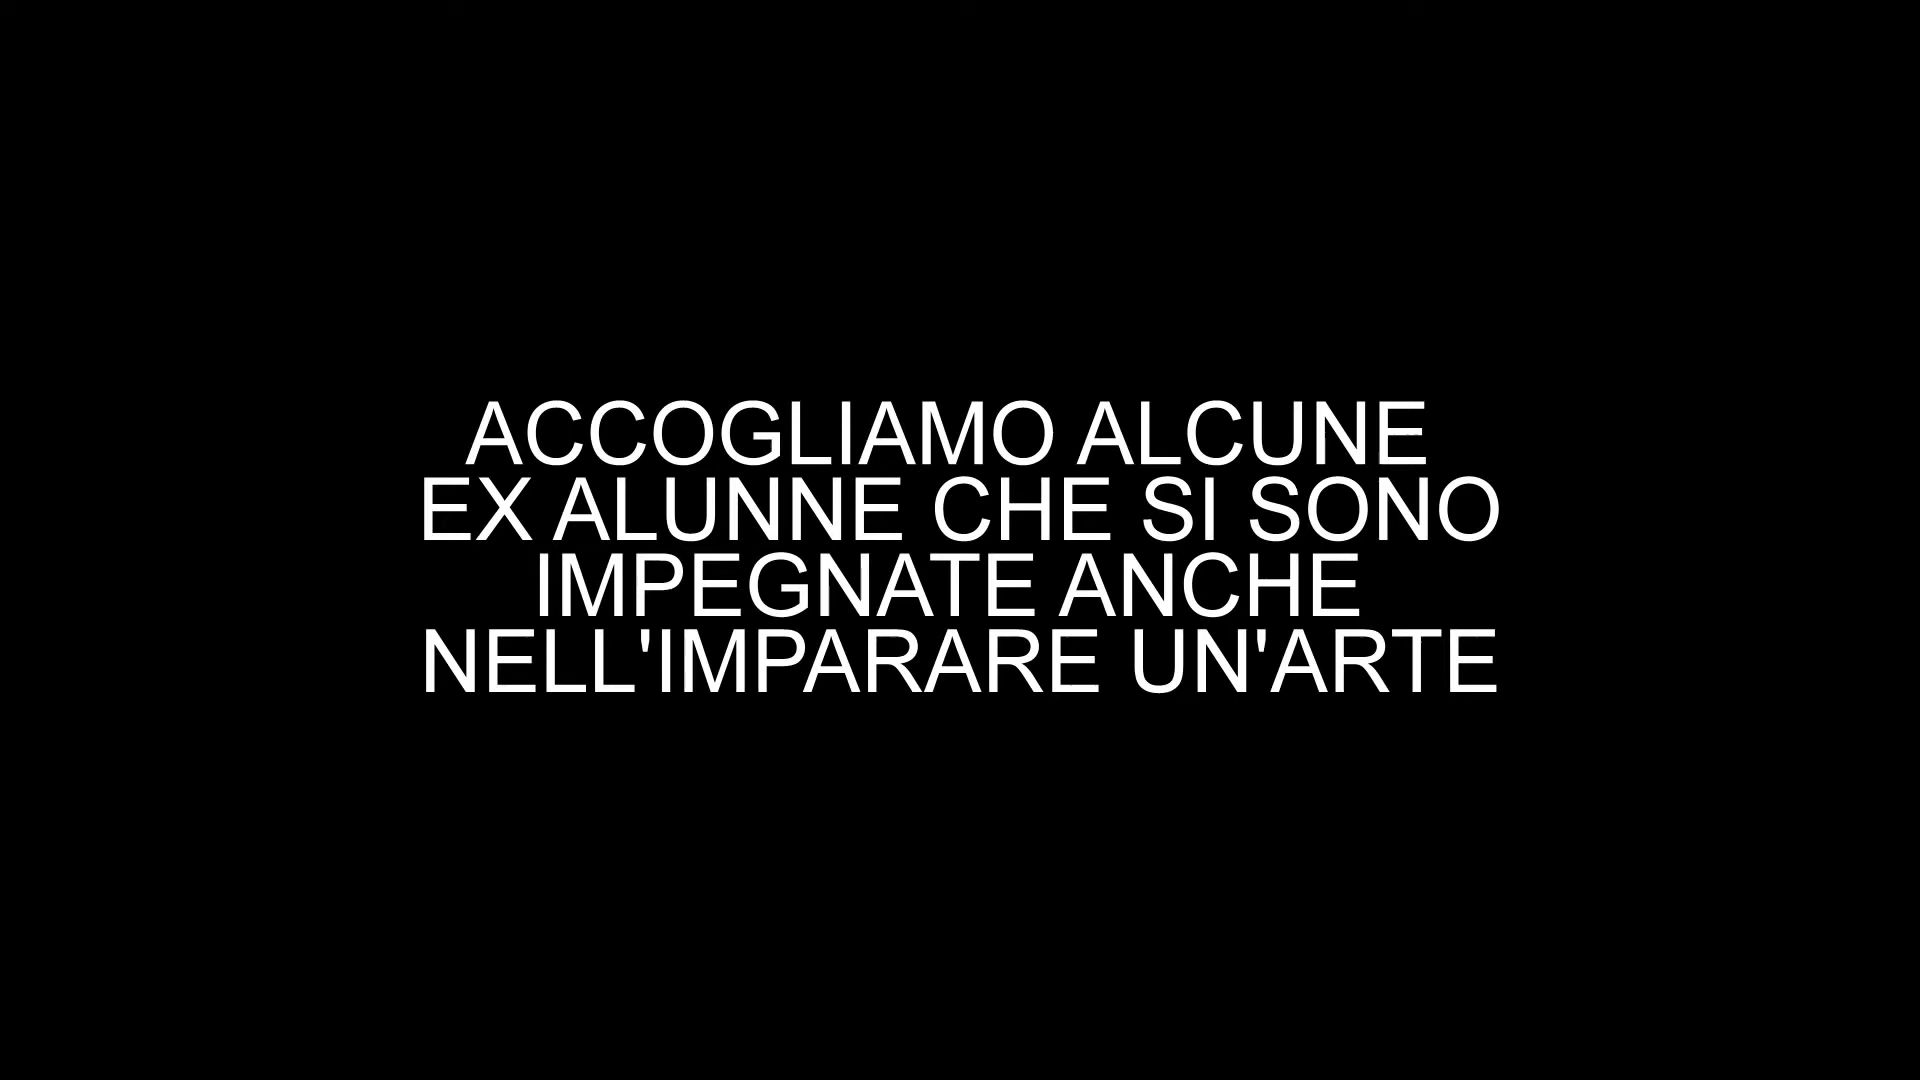 ACCOGLIAMO ALCUNE
EX ALUNNE CHE SI SONO
IMPEGNATE ANCHE
NELL'IMPARARE UN'ARTE